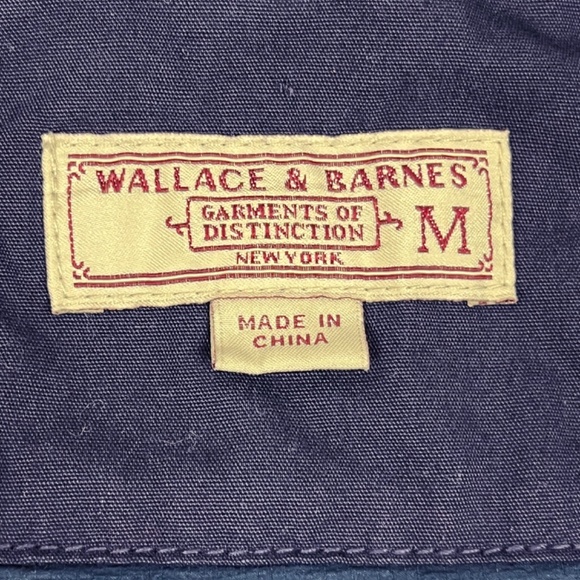 WALLACE & BARNES
GARMENTS OF
DISTINCTION
M
NEW YORK
MADE IN
CHINA